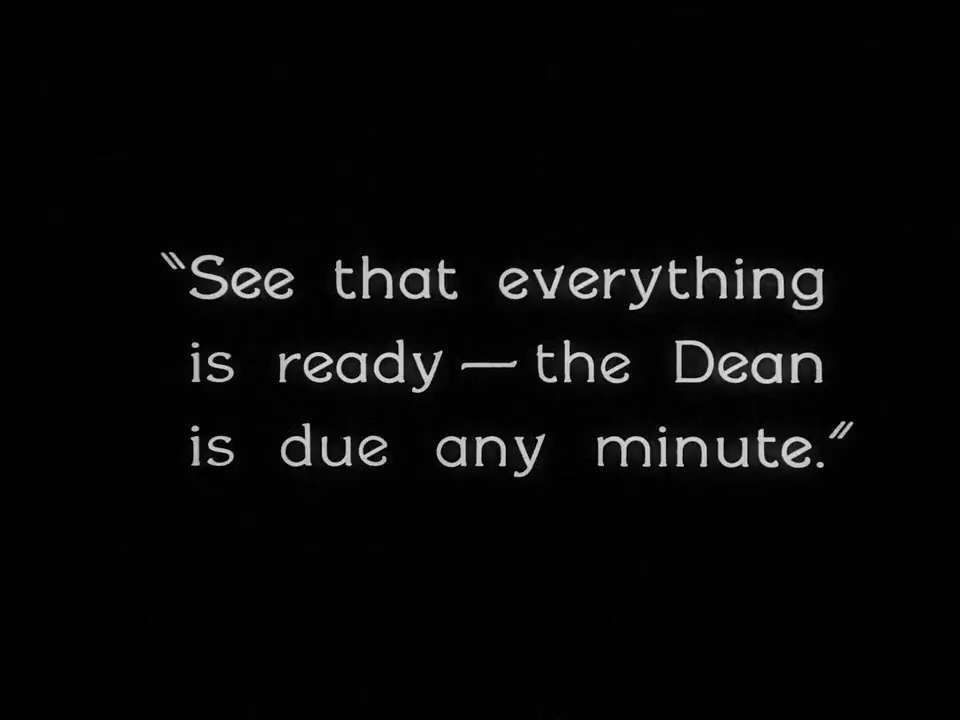 "See that everything
is ready — the Dean
is due any minute."